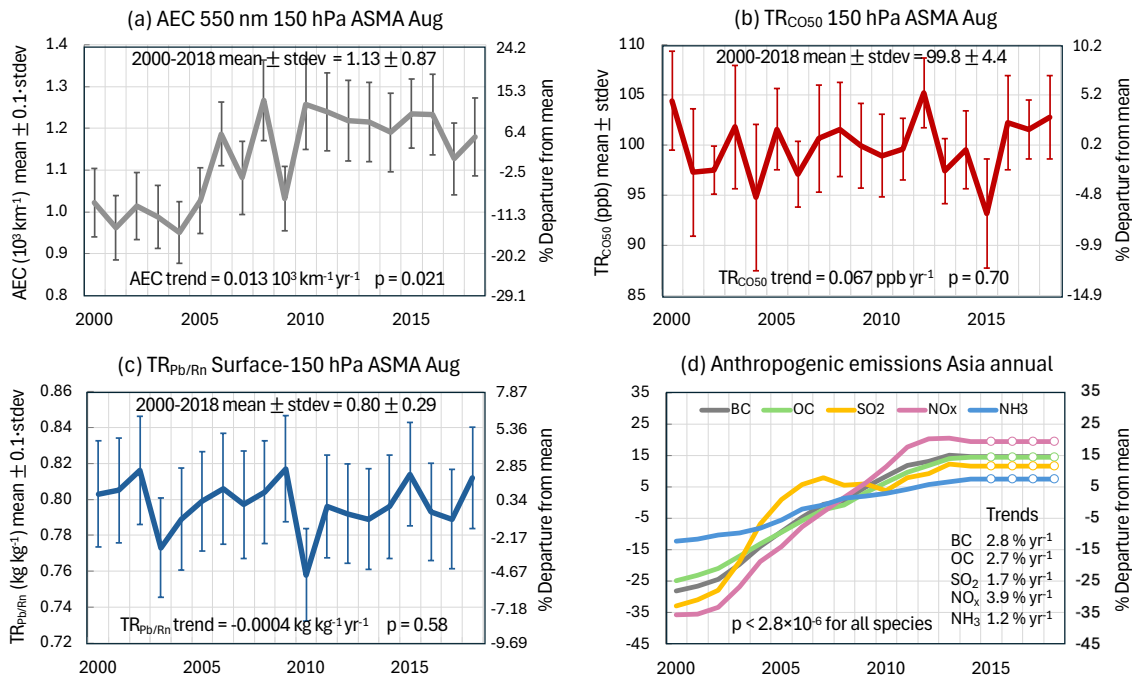 (a) AEC 550 nm 150 hPa ASMA Aug
2000-2018 mean ± stdev = 1.13 ± 0.87
AEC (10³ km⁻¹) mean ± 0.1·stdev
1.4
1.3
1.2
1.1
1.0
0.9
0.8
24.2
15.3
6.4
-2.5
-11.3
-20.2
-29.1
% Departure from mean
AEC trend = 0.013 10³ km⁻¹ yr⁻¹ p = 0.021
2000 2005 2010 2015
(b) TR_CO50 150 hPa ASMA Aug
2000-2018 mean ± stdev = 99.8 ± 4.4
TR_CO50 (ppb) mean ± stdev
110
105
100
95
90
85
10.2
5.2
0.2
-4.8
-9.9
-14.9
% Departure from mean
TR_CO50 trend = 0.067 ppb yr⁻¹ p = 0.70
2000 2005 2010 2015
(c) TR_Pb/Rn Surface-150 hPa ASMA Aug
2000-2018 mean ± stdev = 0.80 ± 0.29
TR_Pb/Rn (kg kg⁻¹) mean ± 0.1·stdev
0.86
0.84
0.82
0.80
0.78
0.76
0.74
0.72
7.87
5.36
2.85
0.34
-2.17
-4.67
-7.18
-9.69
% Departure from mean
TR_Pb/Rn trend = -0.0004 kg kg⁻¹ yr⁻¹ p = 0.58
2000 2005 2010 2015
(d) Anthropogenic emissions Asia annual
BC OC SO2 NOx NH3
35
25
15
5
-5
-15
-25
-35
-45
35
25
15
5
-5
-15
-25
-35
-45
% Departure from mean
Trends
BC 2.8 % yr⁻¹
OC 2.7 % yr⁻¹
SO₂ 1.7 % yr⁻¹
NOₓ 3.9 % yr⁻¹
NH₃ 1.2 % yr⁻¹
p < 2.8×10⁻⁶ for all species
2000 2005 2010 2015